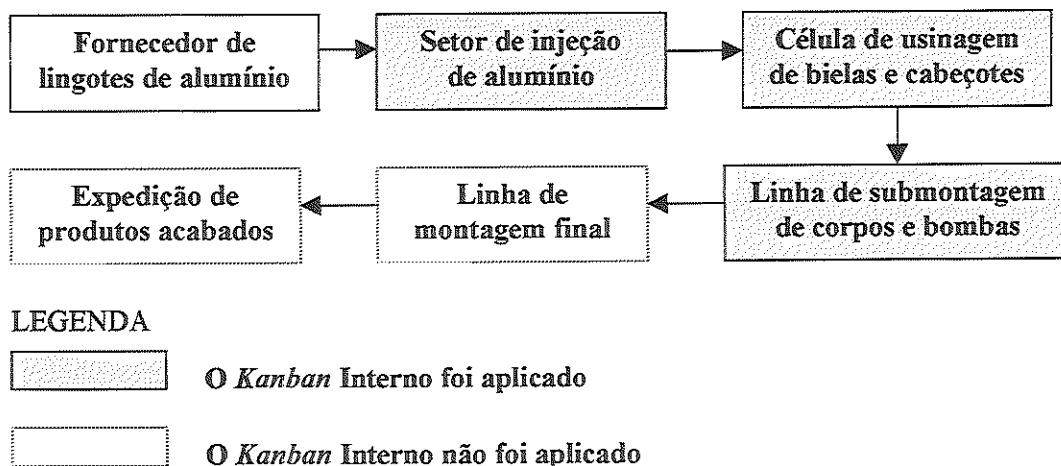 Fornecedor de
lingotes de alumínio
Setor de injeção
de alumínio
Célula de usinagem
de bielas e cabeçotes
Linha de submontagem
de corpos e bombas
Linha de
montagem final
Expedição de
produtos acabados
LEGENDA
O Kanban Interno foi aplicado
O Kanban Interno não foi aplicado